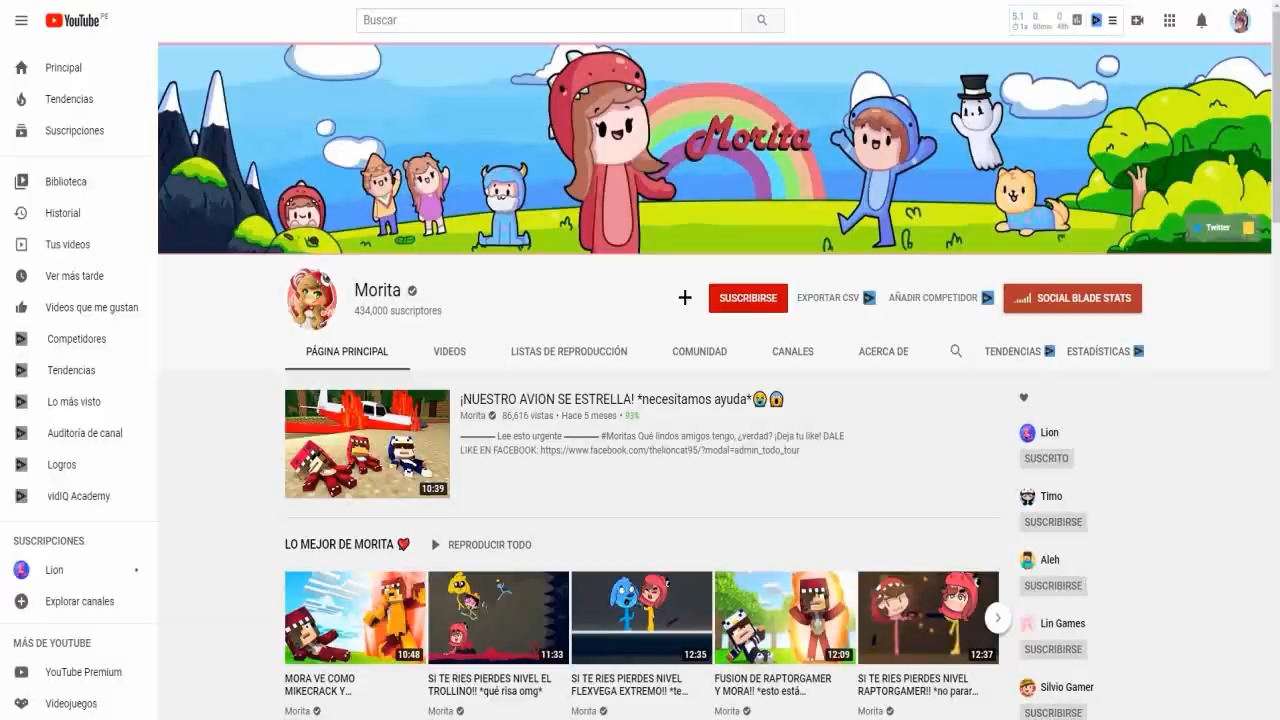 YouTube PE
Buscar
5.1 0 0
1a 60min 48h
Principal
Tendencias
Suscripciones
Biblioteca
Historial
Tus videos
Ver más tarde
Videos que me gustan
Competidores
Tendencias
Lo más visto
Auditoría de canal
Logros
vidIQ Academy
SUSCRIPCIONES
Lion
Explorar canales
MÁS DE YOUTUBE
YouTube Premium
Videojuegos
Morita
Twitter
Morita
434,000 suscriptores
SUSCRIBIRSE
EXPORTAR CSV
AÑADIR COMPETIDOR
SOCIAL BLADE STATS
PÁGINA PRINCIPAL
VIDEOS
LISTAS DE REPRODUCCIÓN
COMUNIDAD
CANALES
ACERCA DE
TENDENCIAS
ESTADÍSTICAS
10:39
¡NUESTRO AVION SE ESTRELLA! *necesitamos ayuda*😭😱
Morita 86,616 vistas • Hace 5 meses • 93%
———— Lee esto urgente ———— #Moritas Qué lindos amigos tengo, ¿verdad? ¡Deja tu like! DALE
LIKE EN FACEBOOK: https://www.facebook.com/thelioncat95/?modal=admin_todo_tour
LO MEJOR DE MORITA ❤️
REPRODUCIR TODO
10:48
MORA VE COMO
MIKECRACK Y...
Morita
11:33
SI TE RIES PIERDES NIVEL EL
TROLLINO!! *qué risa omg*
Morita
12:35
SI TE RIES PIERDES NIVEL
FLEXVEGA EXTREMO!! *te...
Morita
12:09
FUSION DE RAPTORGAMER
Y MORA!! *esto está...
Morita
12:37
SI TE RIES PIERDES NIVEL
RAPTORGAMER!! *no parar...
Morita
Lion
SUSCRITO
Timo
SUSCRIBIRSE
Aleh
SUSCRIBIRSE
Lin Games
SUSCRIBIRSE
Silvio Gamer
SUSCRIBIRSE